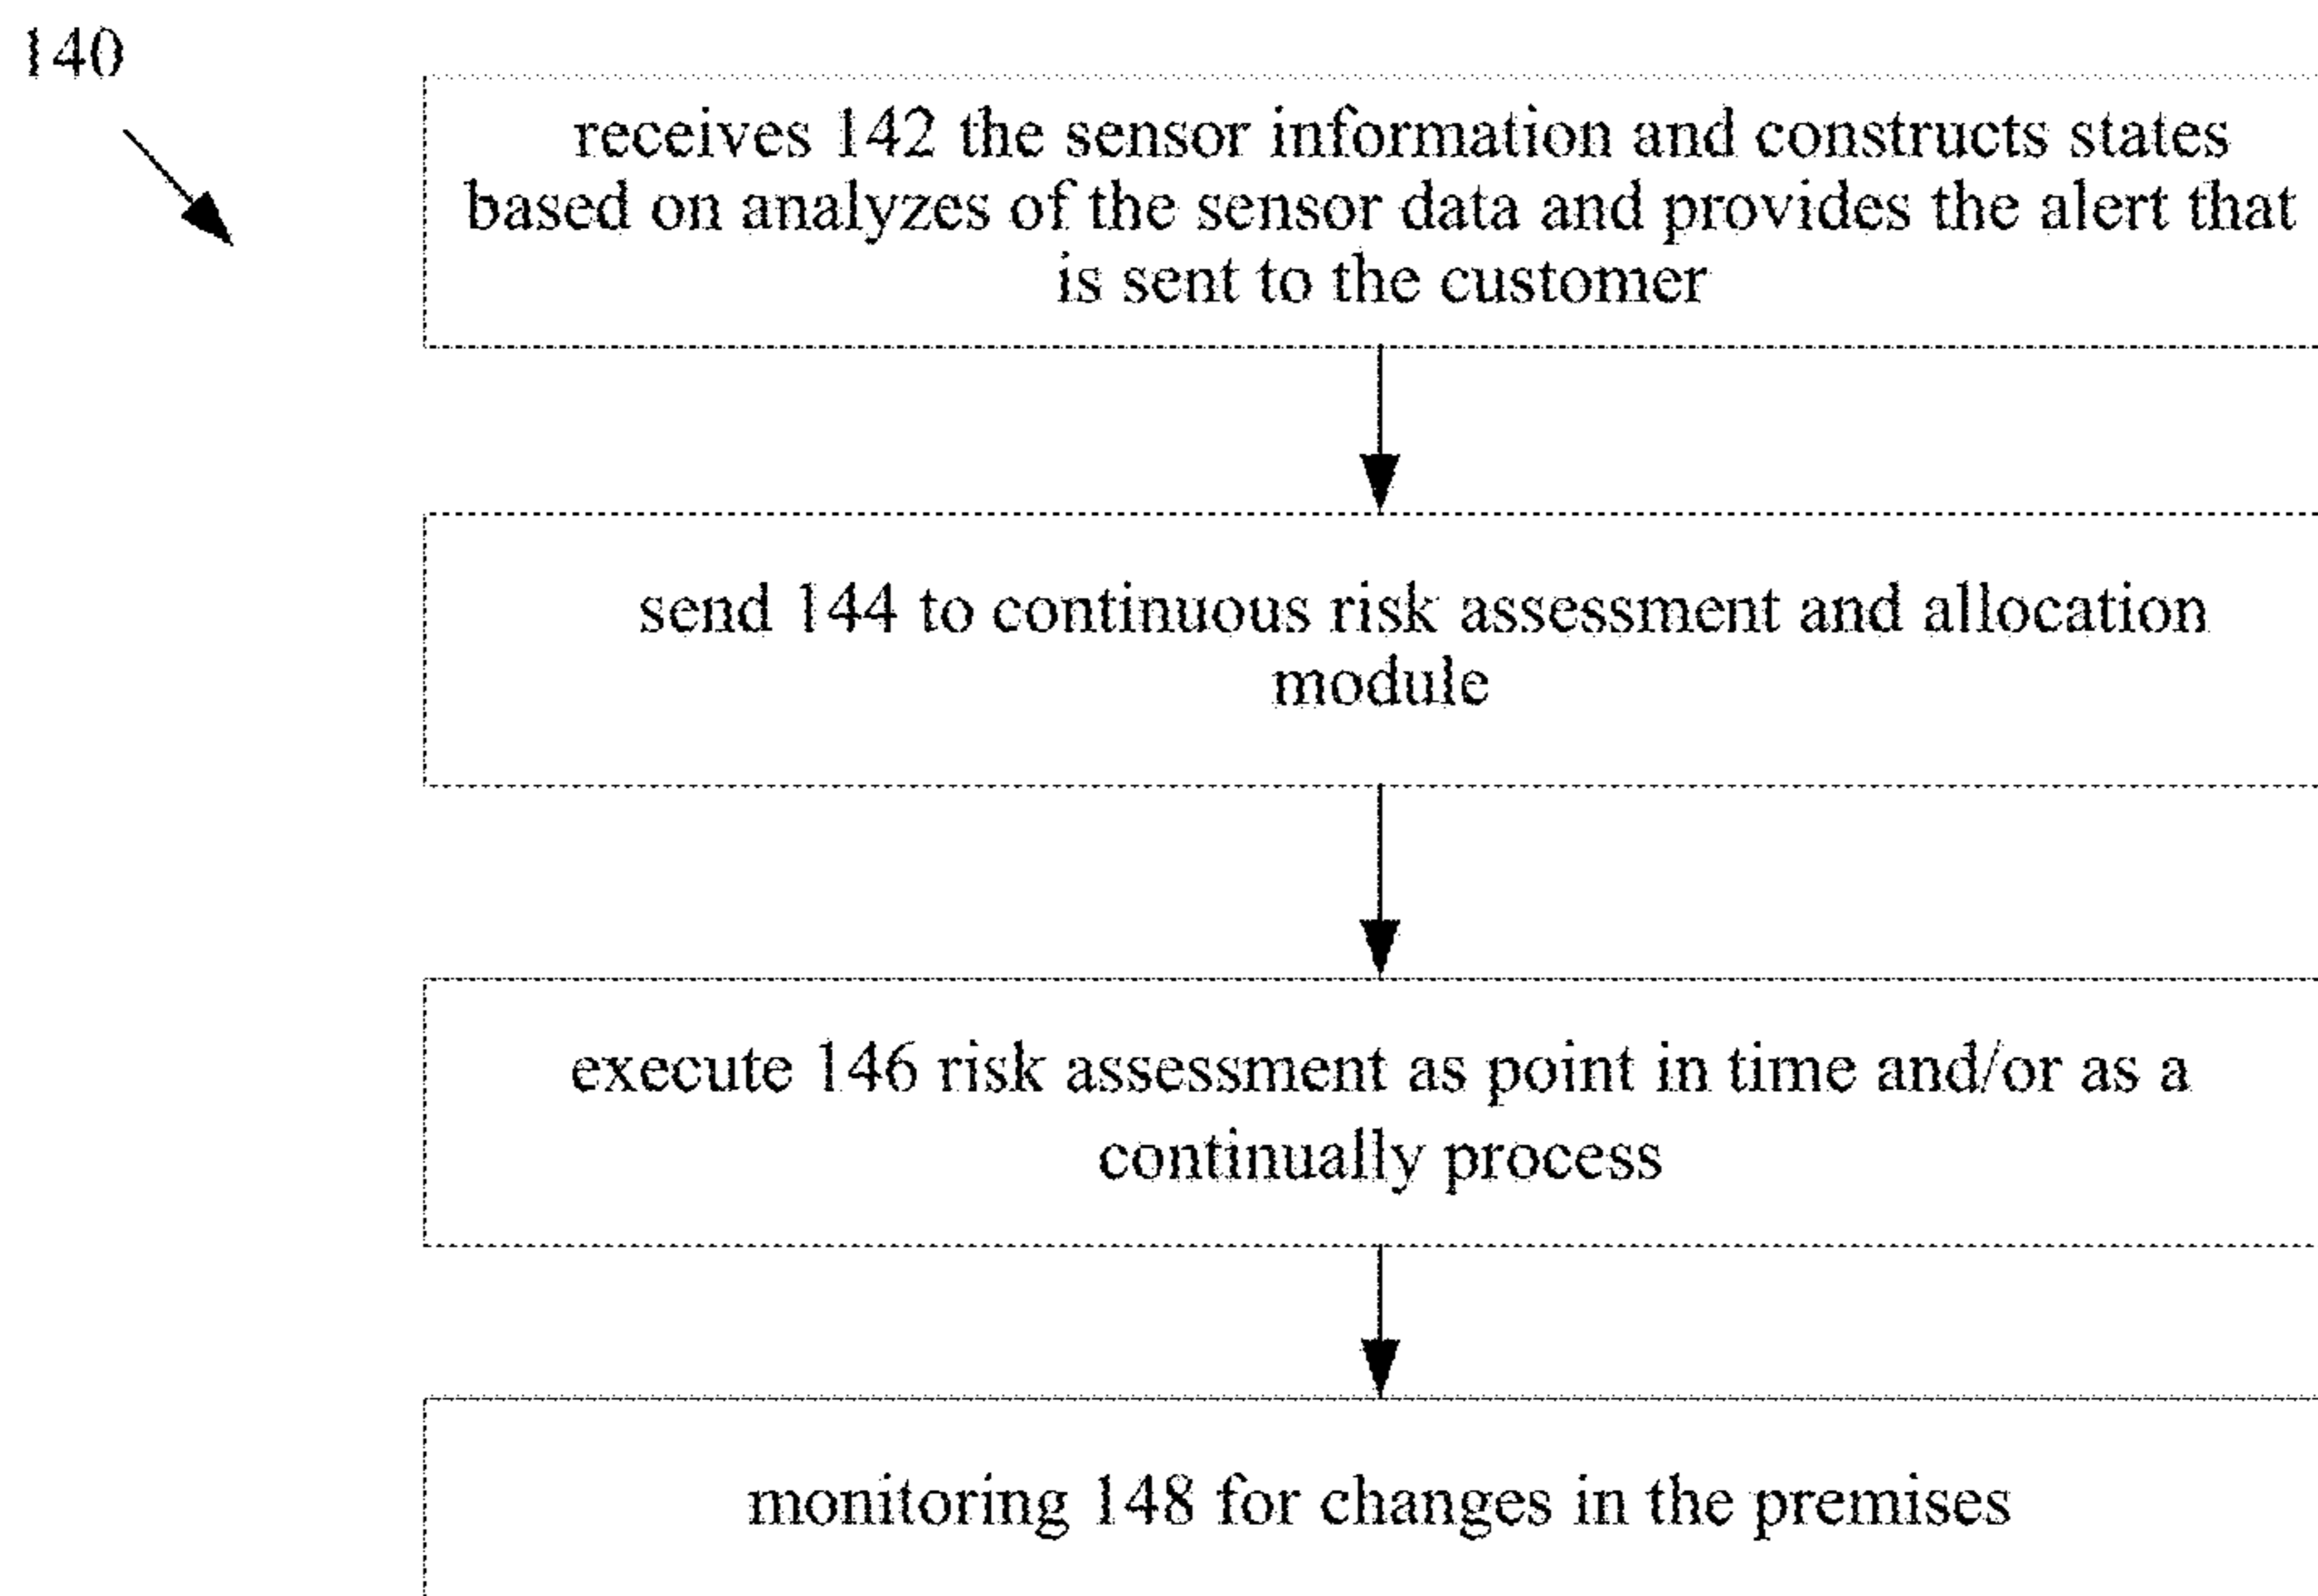 140
receives 142 the sensor information and constructs states
based on analyzes of the sensor data and provides the alert that
is sent to the customer
send 144 to continuous risk assessment and allocation
module
execute 146 risk assessment as point in time and/or as a
continually process
monitoring 148 for changes in the premises